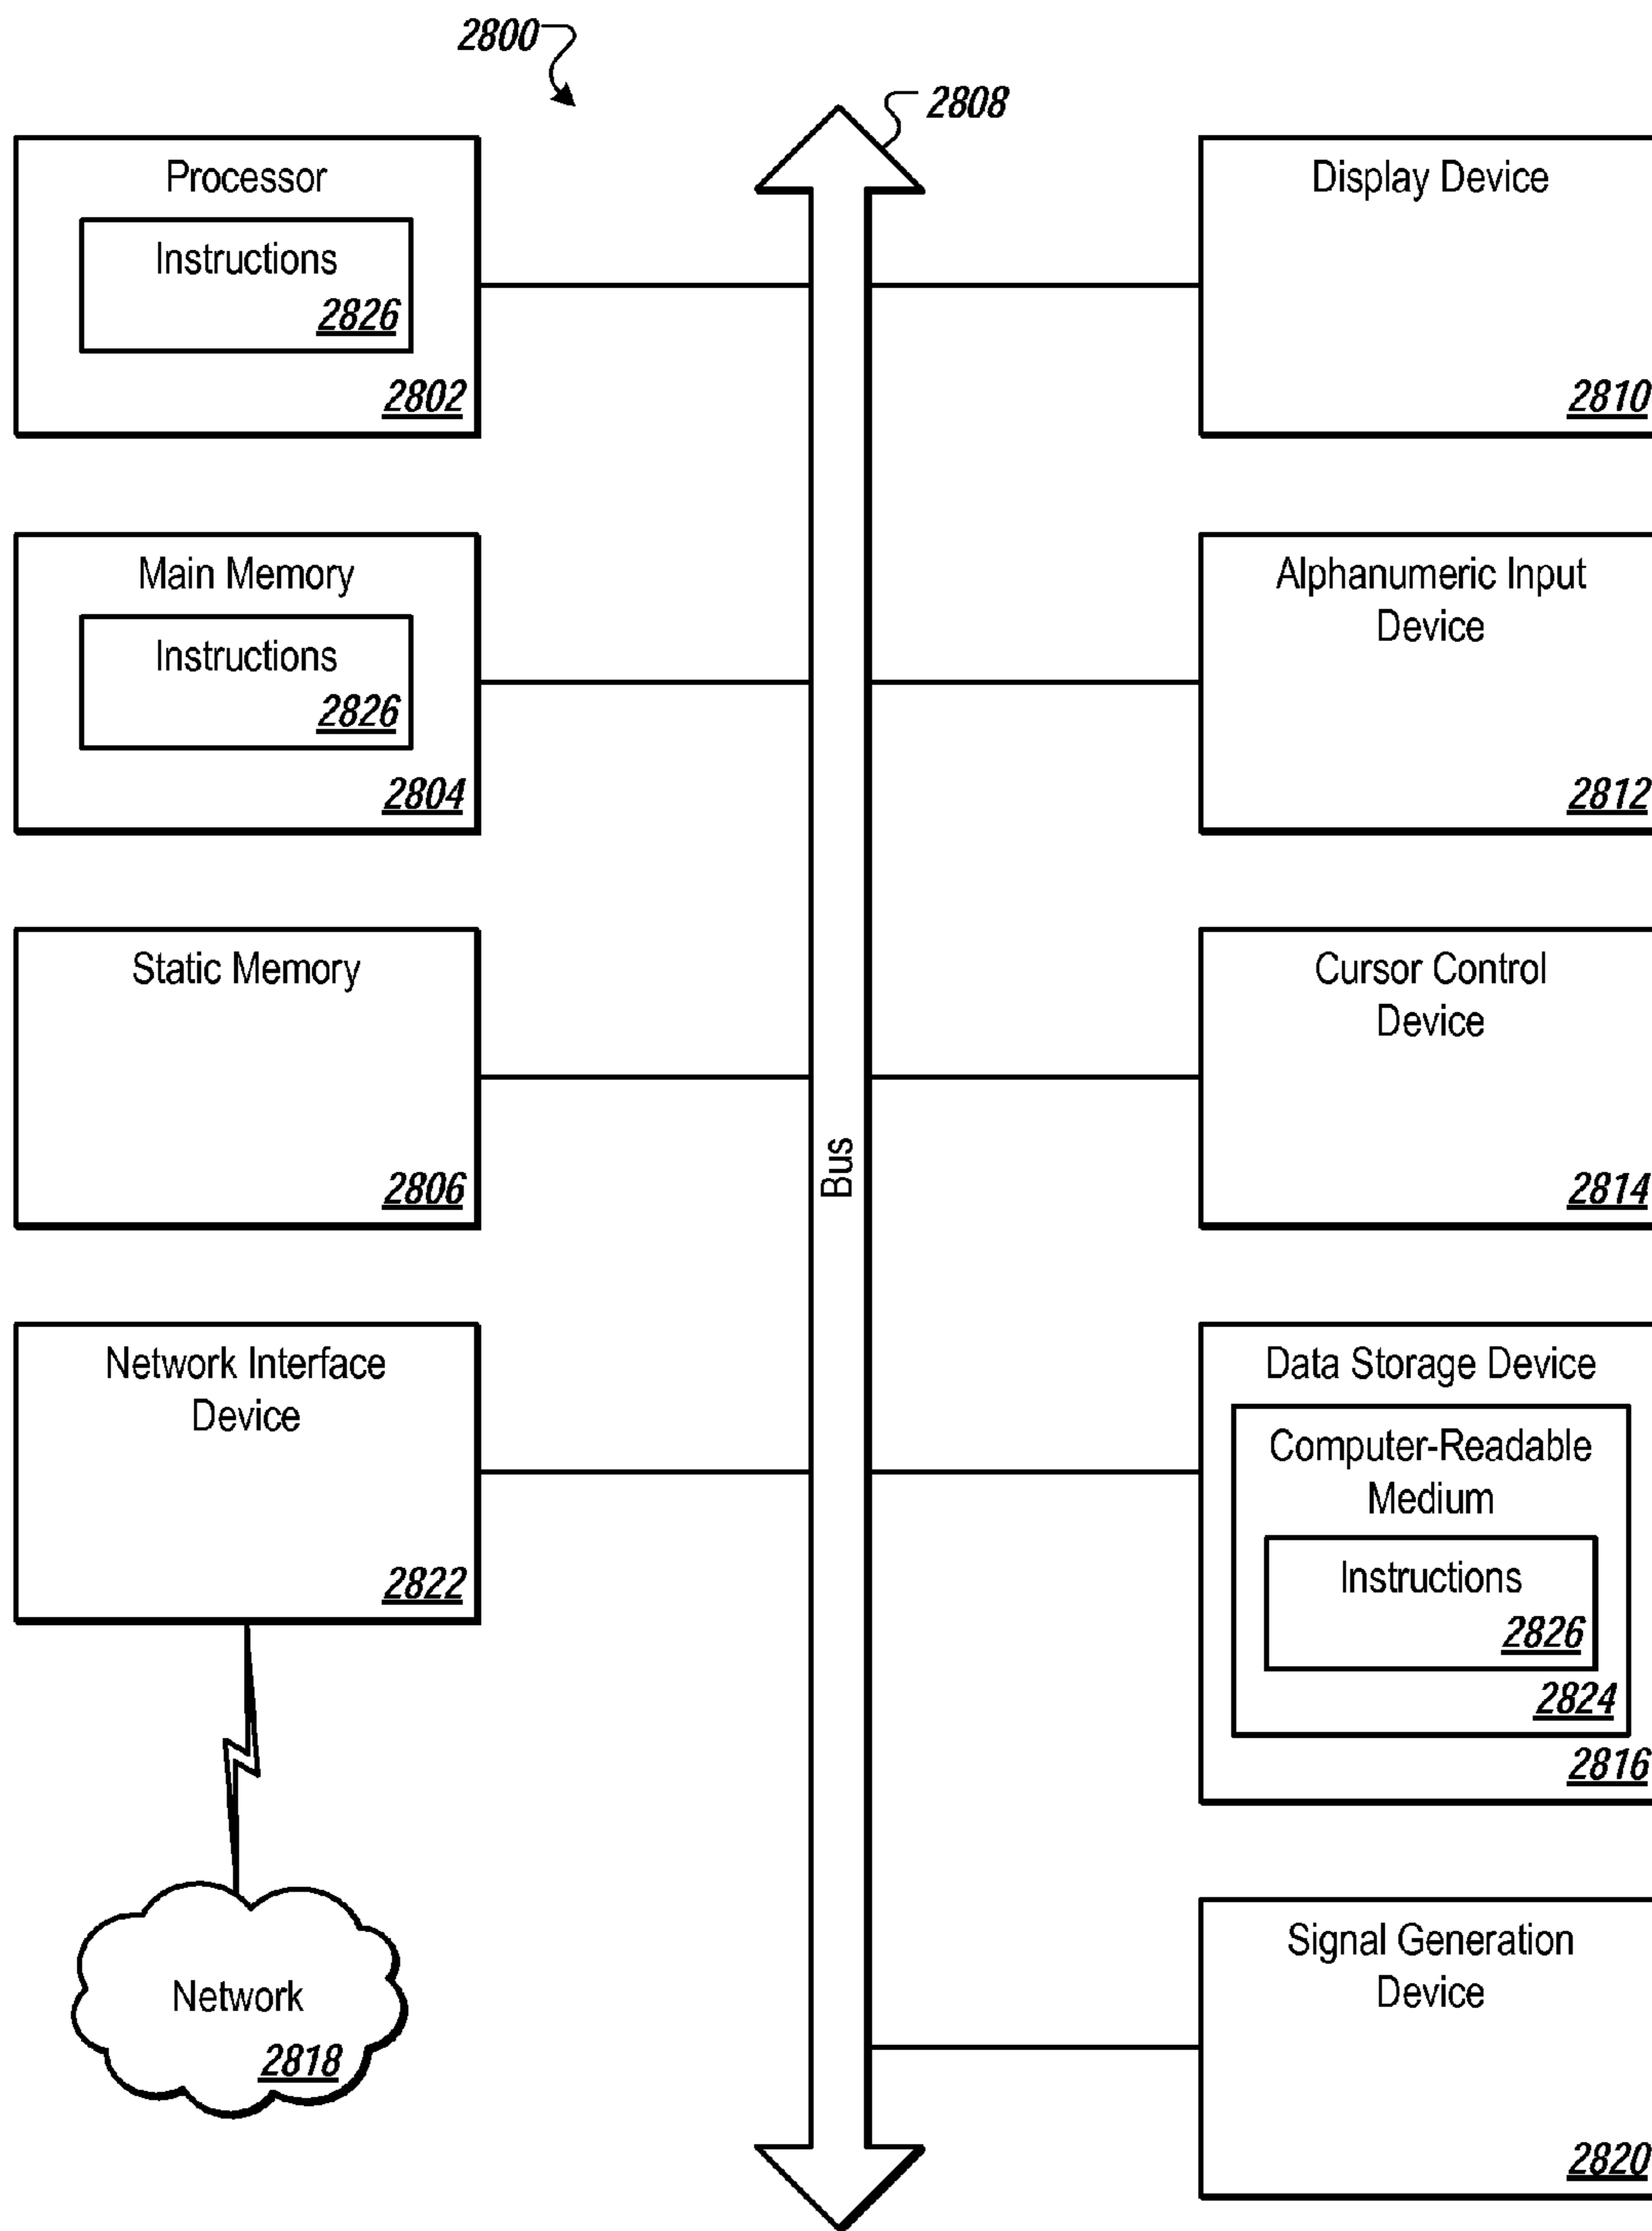 2800
2808
Processor
Instructions
2826
2802
Main Memory
Instructions
2826
2804
Static Memory
2806
Network Interface
Device
2822
Network
2818
Bus
Display Device
2810
Alphanumeric Input
Device
2812
Cursor Control
Device
2814
Data Storage Device
Computer-Readable
Medium
Instructions
2826
2824
2816
Signal Generation
Device
2820